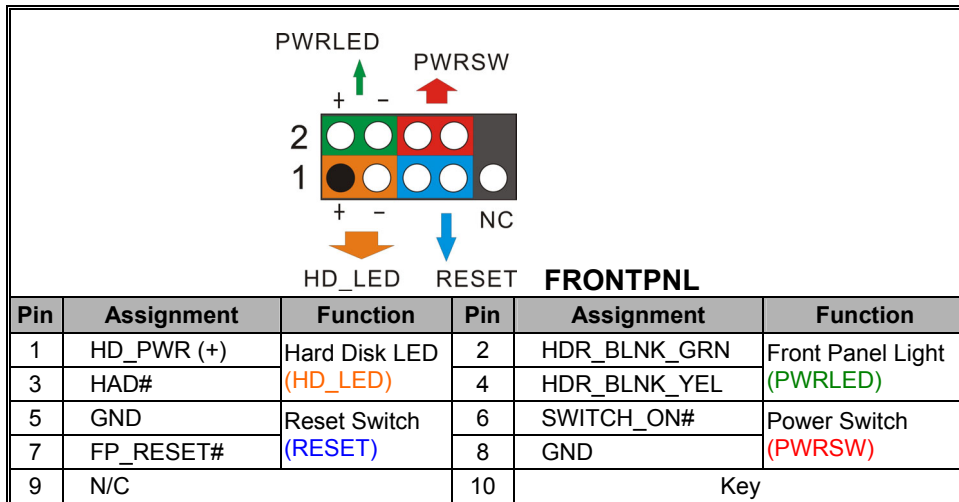 PWRLED
PWRSW
+ −
2
1
+ −
NC
HD_LED RESET FRONTPNL
Pin Assignment Function Pin Assignment Function
1 HD_PWR (+) Hard Disk LED (HD_LED) 2 HDR_BLNK_GRN Front Panel Light (PWRLED)
3 HAD# 4 HDR_BLNK_YEL
5 GND Reset Switch (RESET) 6 SWITCH_ON# Power Switch (PWRSW)
7 FP_RESET# 8 GND
9 N/C 10 Key